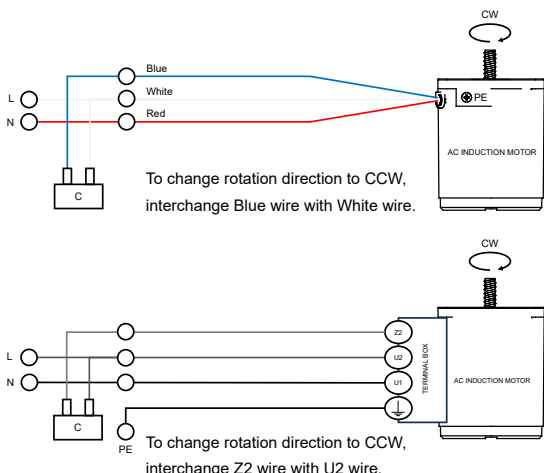 CW
Blue
White
L
Red
N
PE
AC INDUCTION MOTOR
C
To change rotation direction to CCW,
interchange Blue wire with White wire.
CW
Z2
L
U2
TERMINAL BOX
N
U1
AC INDUCTION MOTOR
C
PE
To change rotation direction to CCW,
interchange Z2 wire with U2 wire.